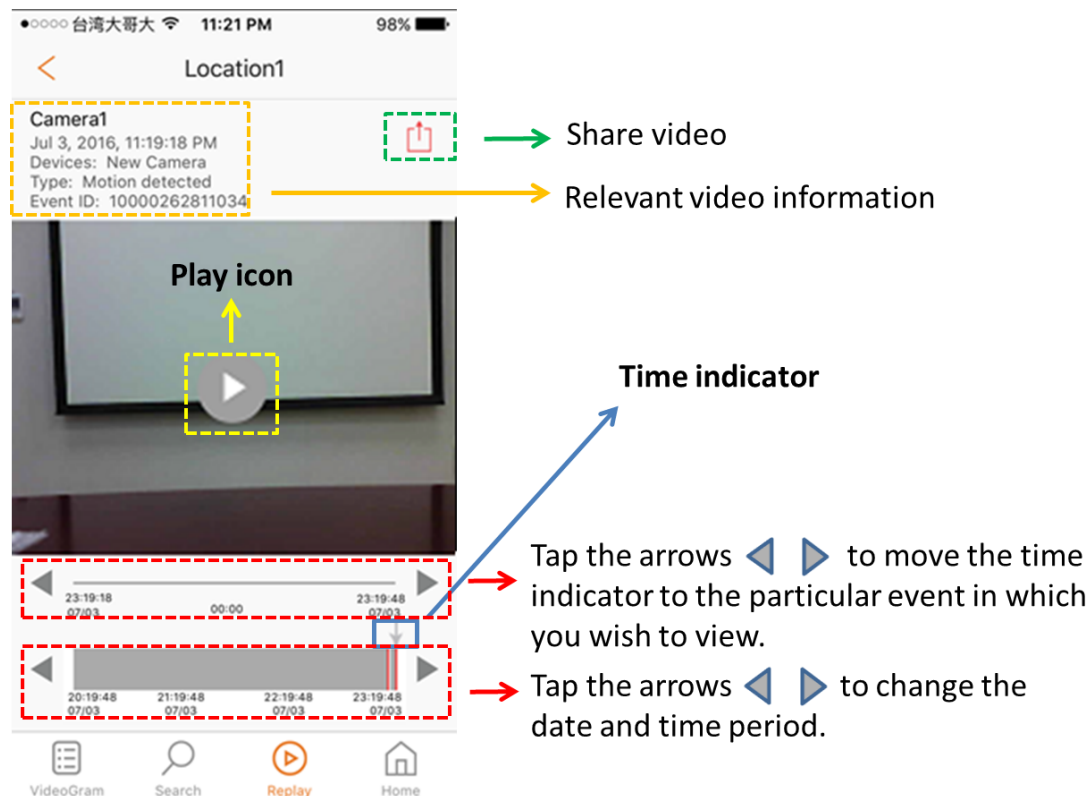 台湾大哥大 11:21 PM 98%
Location1
Camera1
Jul 3, 2016, 11:19:18 PM
Devices: New Camera
Type: Motion detected
Event ID: 10000262811034
Share video
Relevant video information
Play icon
Time indicator
23:19:18
07/03
00:00
23:19:48
07/03
Tap the arrows to move the time
indicator to the particular event in which
you wish to view.
20:19:48 21:19:48 22:19:48 23:19:48
07/03 07/03 07/03 07/03
Tap the arrows to change the
date and time period.
VideoGram Search Replay Home